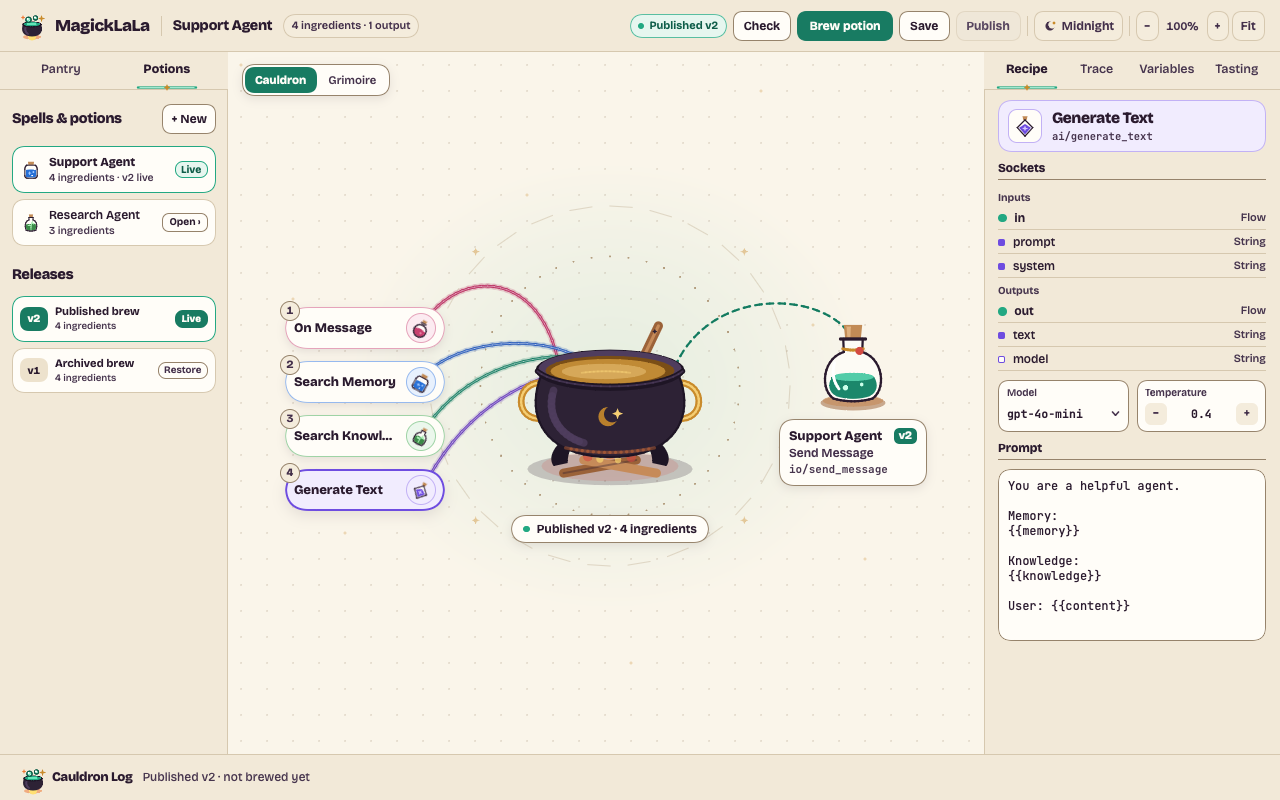 MagickLaLa
Support Agent
4 ingredients · 1 output
Published v2
Check
Brew potion
Save
Publish
Midnight
−
100%
+
Fit
Pantry
Potions
Spells & potions
+ New
Support Agent
4 ingredients · v2 live
Live
Research Agent
3 ingredients
Open ›
Releases
v2
Published brew
4 ingredients
Live
v1
Archived brew
4 ingredients
Restore
Cauldron
Grimoire
1
On Message
2
Search Memory
3
Search Knowl...
4
Generate Text
Published v2 · 4 ingredients
Support Agent
v2
Send Message
io/send_message
Recipe
Trace
Variables
Tasting
Generate Text
ai/generate_text
Sockets
Inputs
in
Flow
prompt
String
system
String
Outputs
out
Flow
text
String
model
String
Model
gpt-4o-mini
Temperature
−
0.4
+
Prompt
You are a helpful agent.
Memory:
{{memory}}
Knowledge:
{{knowledge}}
User: {{content}}
Cauldron Log
Published v2 · not brewed yet